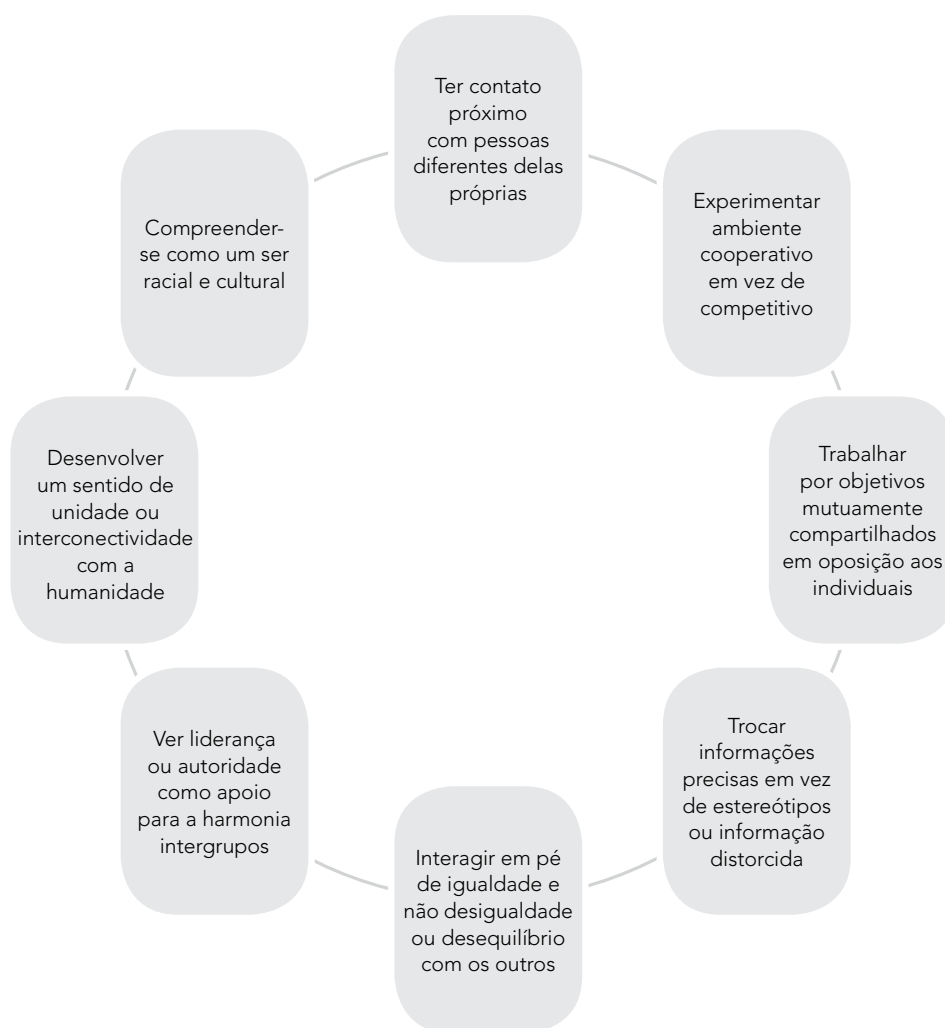 Ter contato
próximo
com pessoas
diferentes delas
próprias
Experimentar
ambiente
cooperativo
em vez de
competitivo
Trabalhar
por objetivos
mutuamente
compartilhados
em oposição aos
individuais
Trocar
informações
precisas em vez
de estereótipos
ou informação
distorcida
Interagir em pé
de igualdade e
não desigualdade
ou desequilíbrio
com os outros
Ver liderança
ou autoridade
como apoio
para a harmonia
intergrupos
Desenvolver
um sentido de
unidade ou
interconectividade
com a
humanidade
Compreender-
se como um ser
racial e cultural